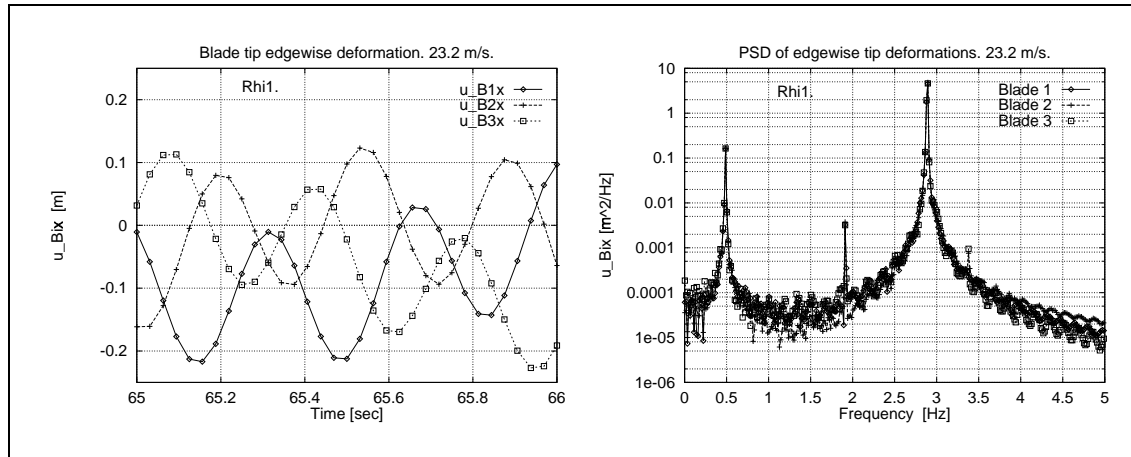 Blade tip edgewise deformation. 23.2 m/s.
Rhi1.
u_B1x
u_B2x
u_B3x
0.2
0.1
0
-0.1
-0.2
u_Bix [m]
65
65.2
65.4
65.6
65.8
66
Time [sec]
PSD of edgewise tip deformations. 23.2 m/s.
Rhi1.
Blade 1
Blade 2
Blade 3
10
1
0.1
0.01
0.001
0.0001
1e-05
1e-06
u_Bix [m^2/Hz]
0
0.5
1
1.5
2
2.5
3
3.5
4
4.5
5
Frequency [Hz]